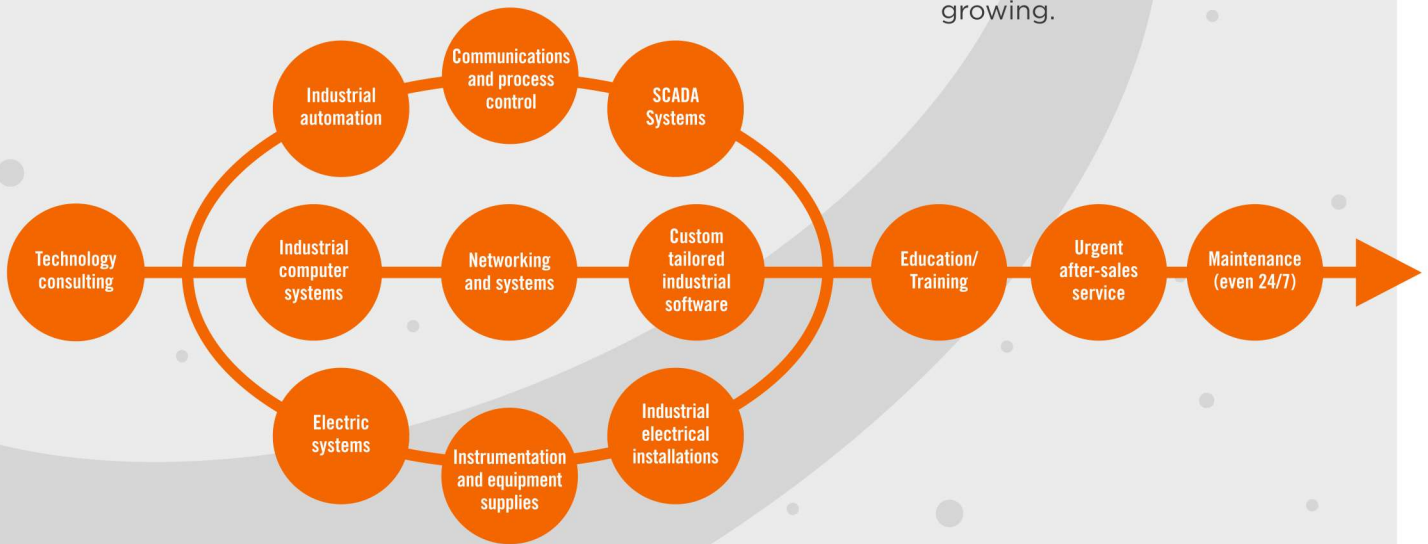 growing.
Communications
and process
control
Industrial
automation
SCADA
Systems
Technology
consulting
Industrial
computer
systems
Networking
and systems
Custom
tailored
industrial
software
Education/
Training
Urgent
after-sales
service
Maintenance
(even 24/7)
Electric
systems
Instrumentation
and equipment
supplies
Industrial
electrical
installations